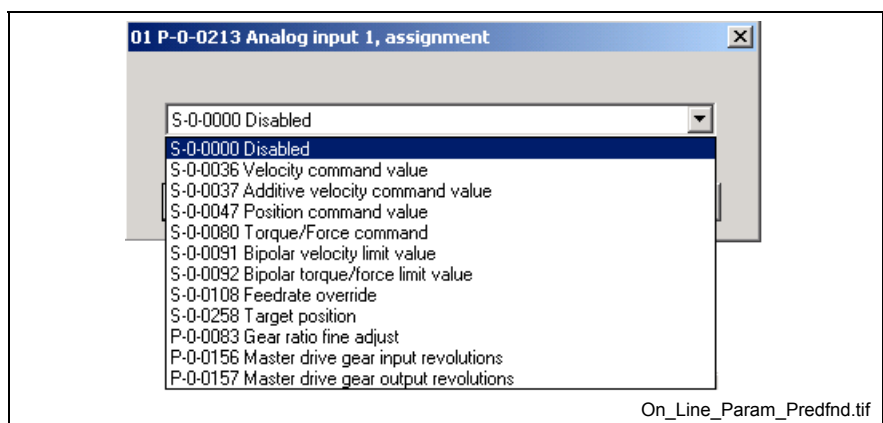 01 P-0-0213 Analog input 1, assignment
S-0-0000 Disabled
S-0-0000 Disabled
S-0-0036 Velocity command value
S-0-0037 Additive velocity command value
S-0-0047 Position command value
S-0-0080 Torque/Force command
S-0-0091 Bipolar velocity limit value
S-0-0092 Bipolar torque/force limit value
S-0-0108 Feedrate override
S-0-0258 Target position
P-0-0083 Gear ratio fine adjust
P-0-0156 Master drive gear input revolutions
P-0-0157 Master drive gear output revolutions
On_Line_Param_Predfnd.tif